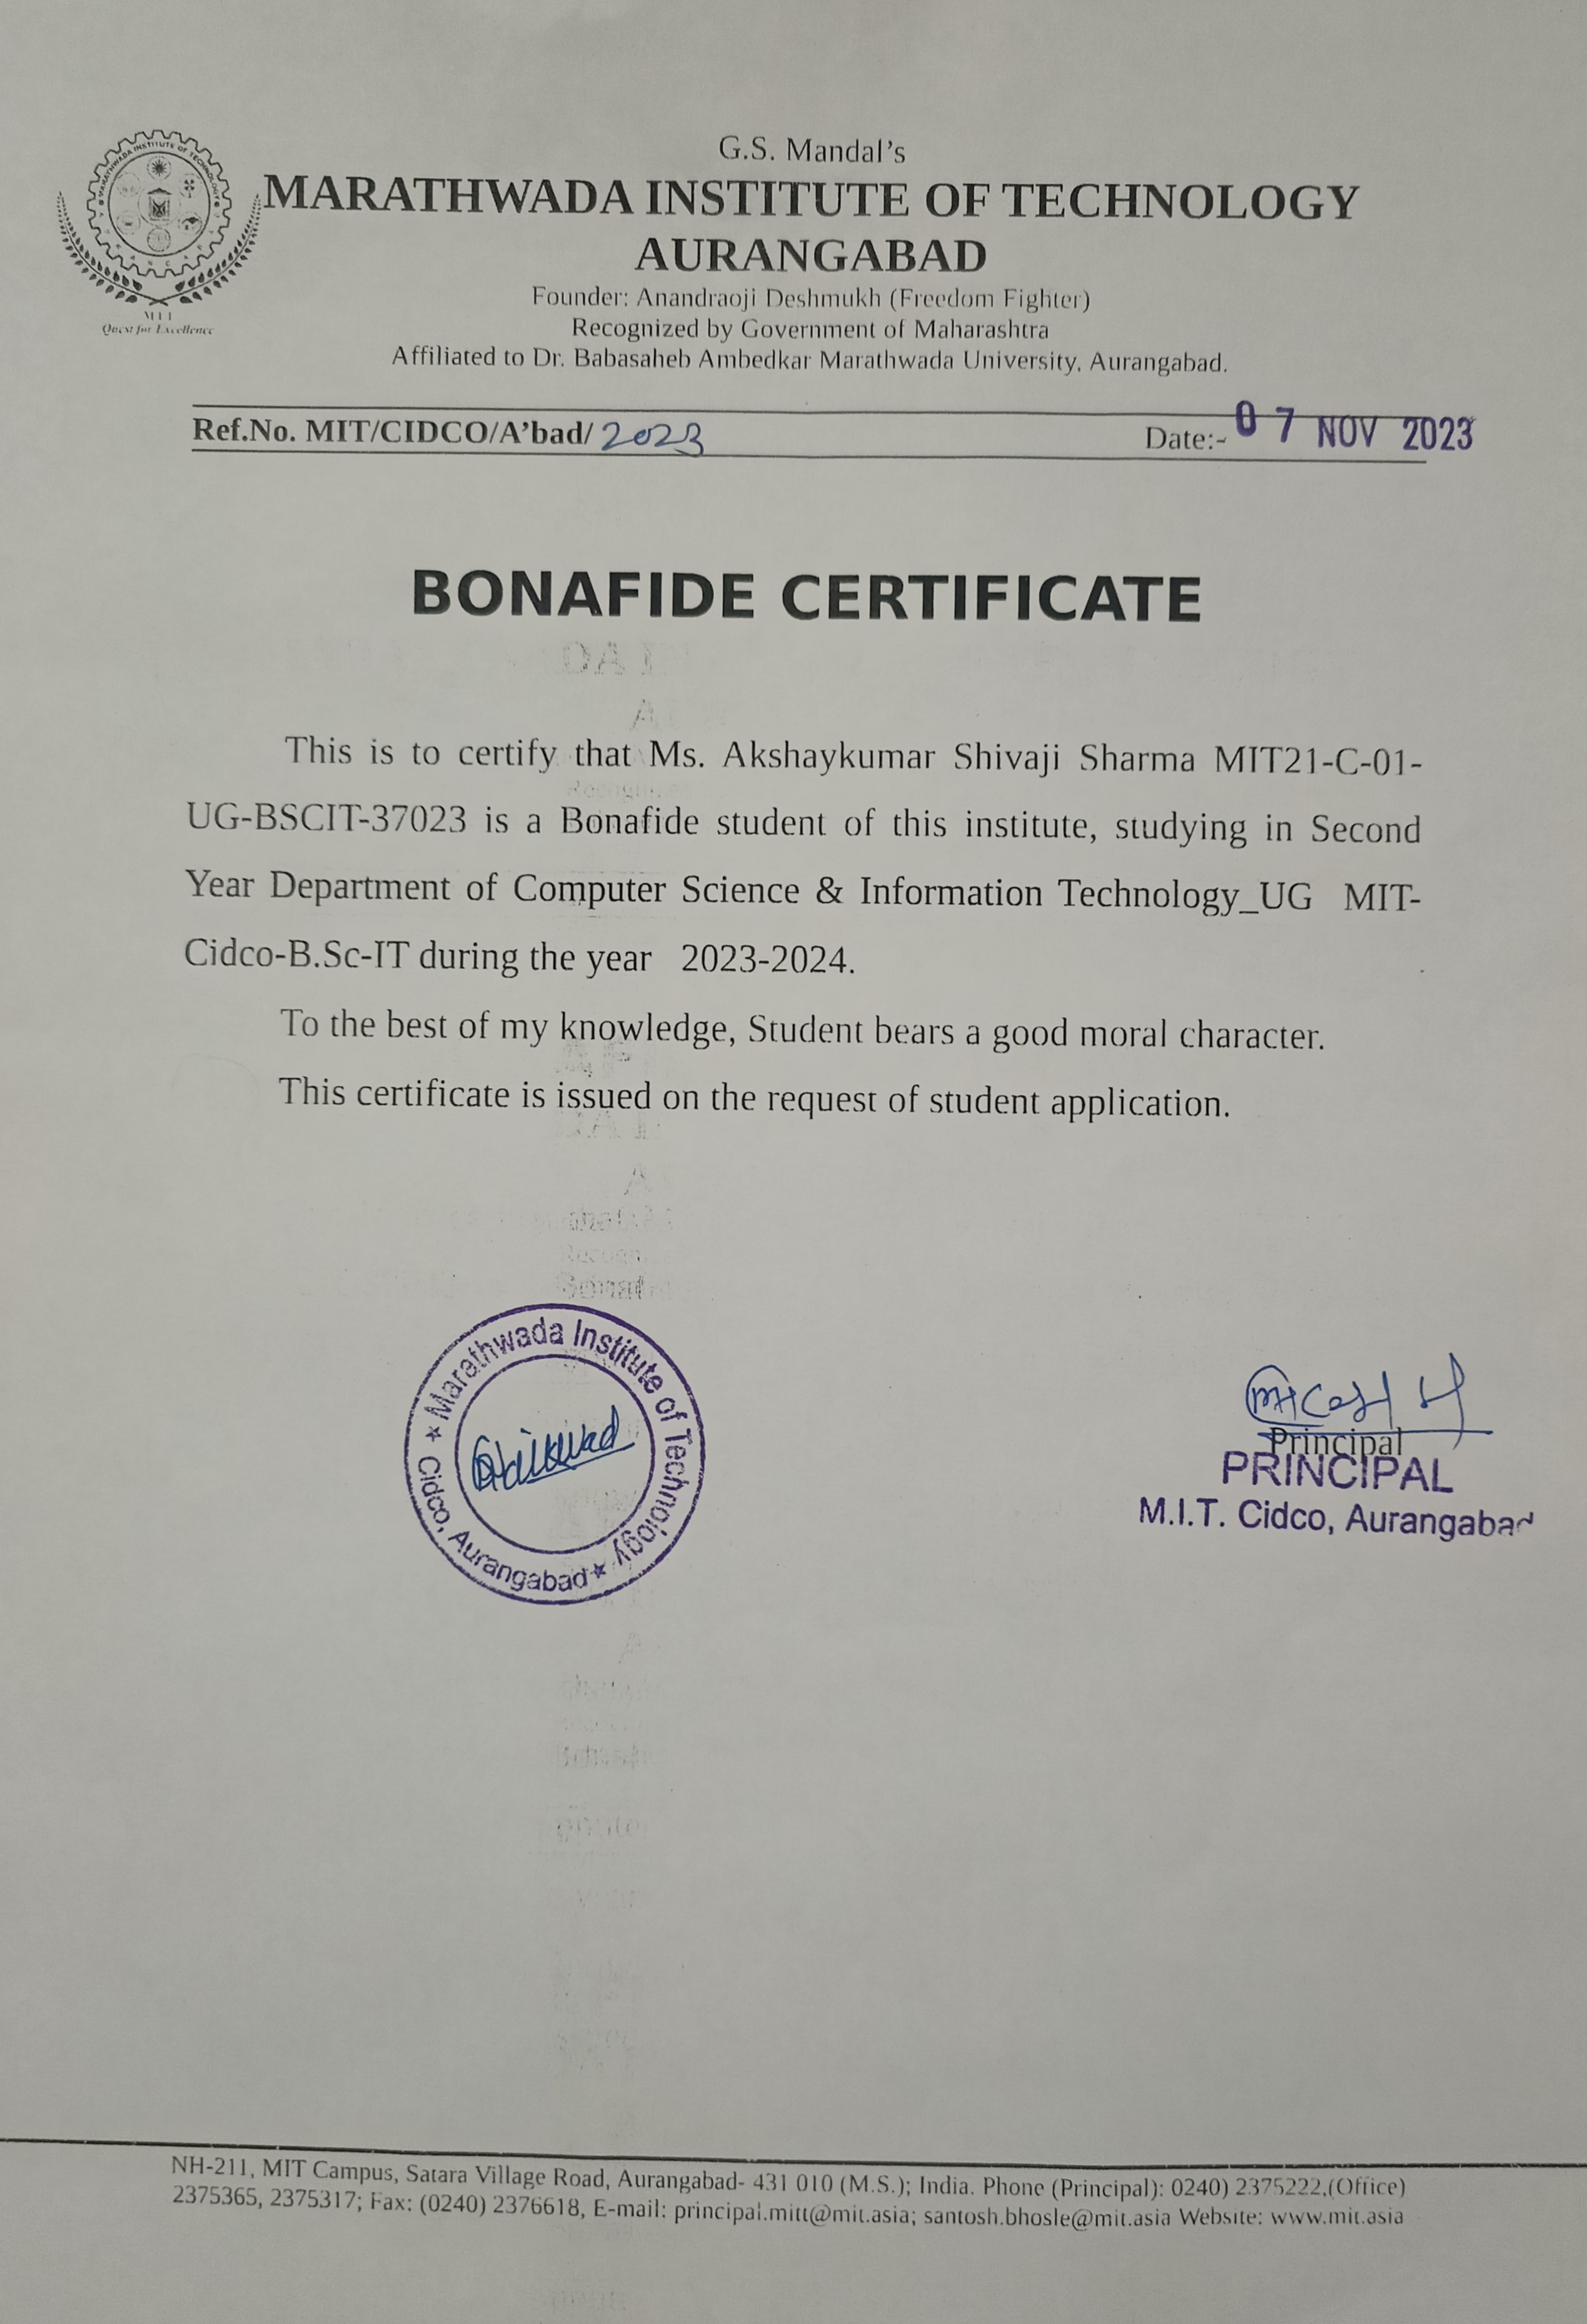 G.S. Mandal's
MARATHWADA INSTITUTE OF TECHNOLOGY
AURANGABAD
Founder: Anandraoji Deshmukh (Freedom Fighter)
Recognized by Government of Maharashtra
Affiliated to Dr. Babasaheb Ambedkar Marathwada University, Aurangabad.
MARATHWADA INSTITUTE OF TECHNOLOGY
MIT
Quest for Excellence
Ref.No. MIT/CIDCO/A'bad/ 2023
Date:- 07 NOV 2023
BONAFIDE CERTIFICATE
This is to certify that Ms. Akshaykumar Shivaji Sharma MIT21-C-01-
UG-BSCIT-37023 is a Bonafide student of this institute, studying in Second
Year Department of Computer Science & Information Technology_UG MIT-
Cidco-B.Sc-IT during the year 2023-2024.
To the best of my knowledge, Student bears a good moral character.
This certificate is issued on the request of student application.
★ Marathwada Institute of Technology ★
Cidco, Aurangabad
Principal
PRINCIPAL
M.I.T. Cidco, Aurangabad
NH-211, MIT Campus, Satara Village Road, Aurangabad- 431 010 (M.S.); India. Phone (Principal): 0240) 2375222,(Office)
2375365, 2375317; Fax: (0240) 2376618, E-mail: principal.mitt@mit.asia; santosh.bhosle@mit.asia Website: www.mit.asia